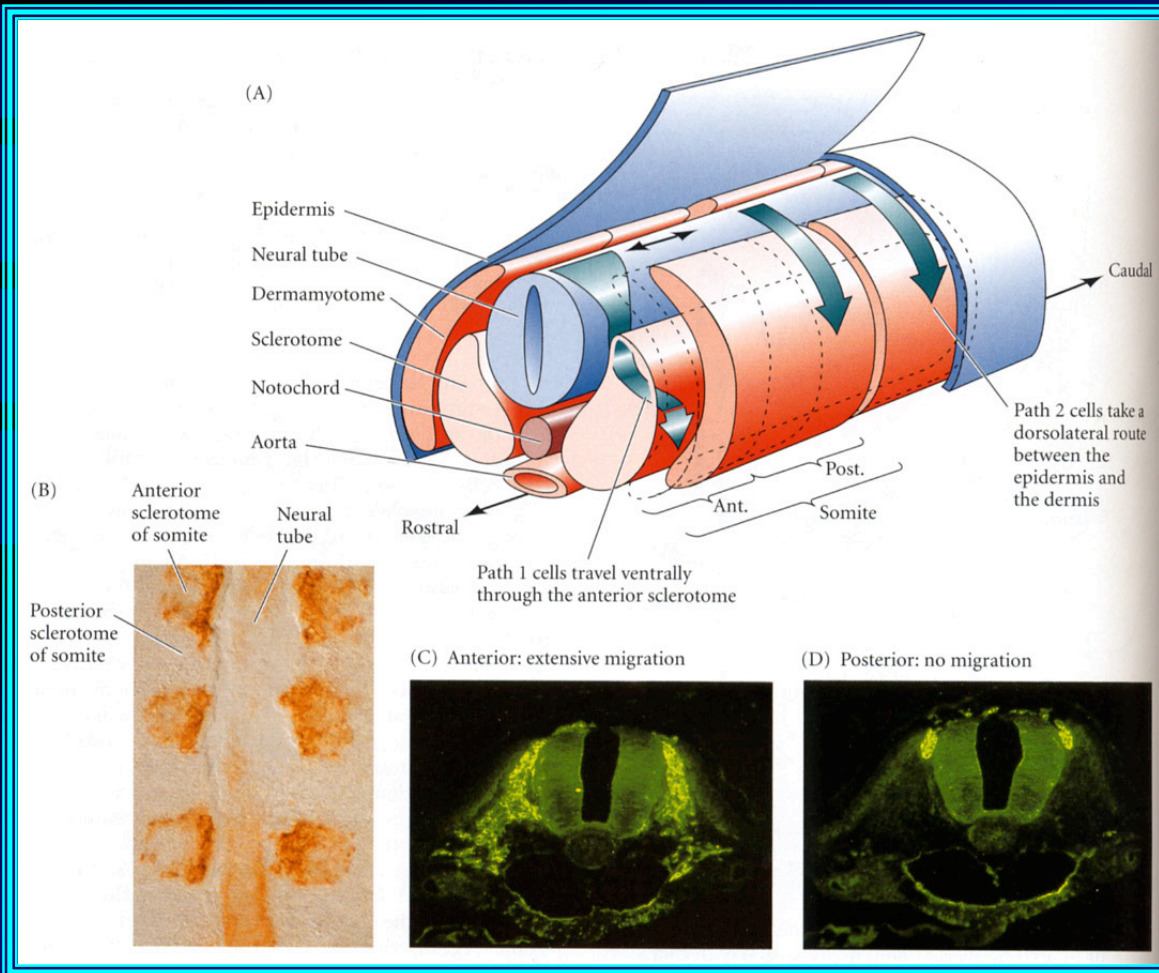 (A)
Epidermis
Neural tube
Dermamyotome
Sclerotome
Notochord
Aorta
Rostral
Caudal
Ant.
Post.
Somite
Path 2 cells take a
dorsolateral route
between the
epidermis and
the dermis
Path 1 cells travel ventrally
through the anterior sclerotome
(B)
Anterior
sclerotome
of somite
Neural
tube
Posterior
sclerotome
of somite
(C) Anterior: extensive migration
(D) Posterior: no migration